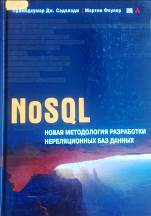 Прамодкумар Дж. Садаладж Мартин Фаулер
NoSQL
НОВАЯ МЕТОДОЛОГИЯ РАЗРАБОТКИ
НЕРЕЛЯЦИОННЫХ БАЗ ДАННЫХ